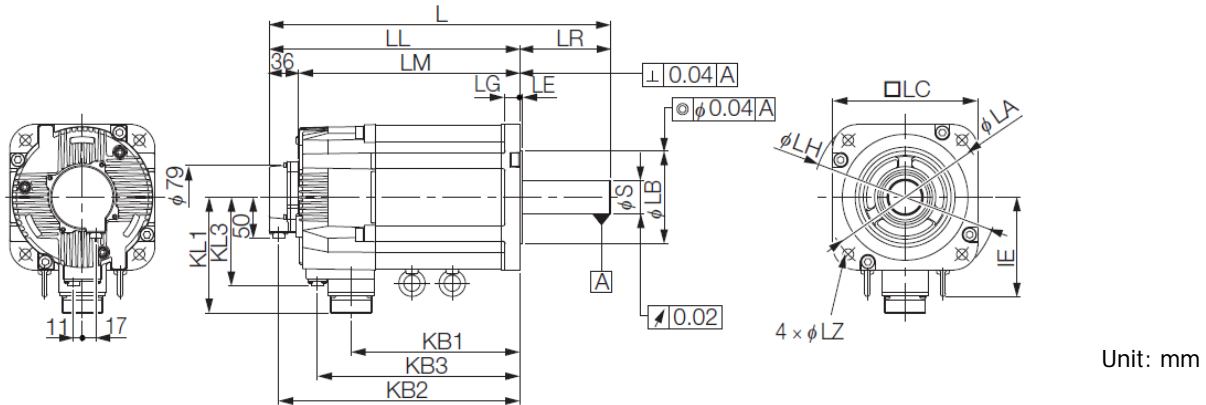 L
LL
LR
36
LM
LG
LE
⊥ 0.04 A
◎ φ0.04 A
□LC
φLA
φLH
φ79
φS
φLB
50
KL3
KL1
IE
A
↗ 0.02
11
17
KB1
KB3
KB2
4 × φLZ
Unit: mm